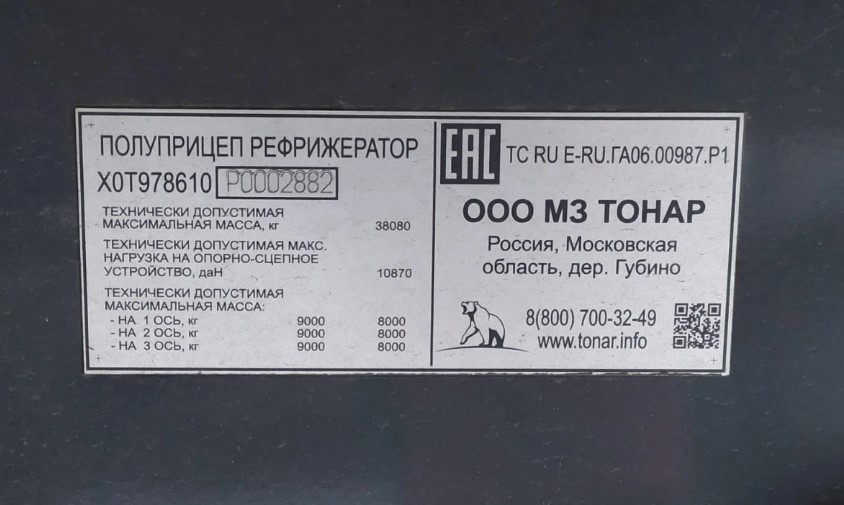 ПОЛУПРИЦЕП РЕФРИЖЕРАТОР
X0T978610 P0002882
ТЕХНИЧЕСКИ ДОПУСТИМАЯ
МАКСИМАЛЬНАЯ МАССА, кг 38080
ТЕХНИЧЕСКИ ДОПУСТИМАЯ МАКС.
НАГРУЗКА НА ОПОРНО-СЦЕПНОЕ
УСТРОЙСТВО, даН 10870
ТЕХНИЧЕСКИ ДОПУСТИМАЯ
МАКСИМАЛЬНАЯ МАССА:
- НА 1 ОСЬ, кг 9000 8000
- НА 2 ОСЬ, кг 9000 8000
- НА 3 ОСЬ, кг 9000 8000
EAC TC RU E-RU.ГА06.00987.P1
ООО МЗ ТОНАР
Россия, Московская
область, дер. Губино
8(800) 700-32-49
www.tonar.info